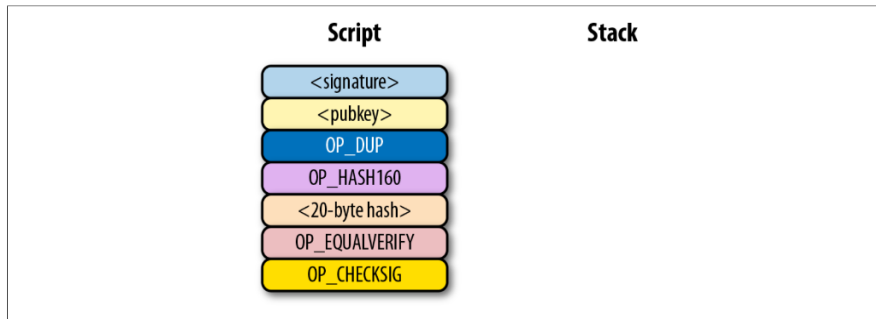 Script Stack
<signature>
<pubkey>
OP_DUP
OP_HASH160
<20-byte hash>
OP_EQUALVERIFY
OP_CHECKSIG